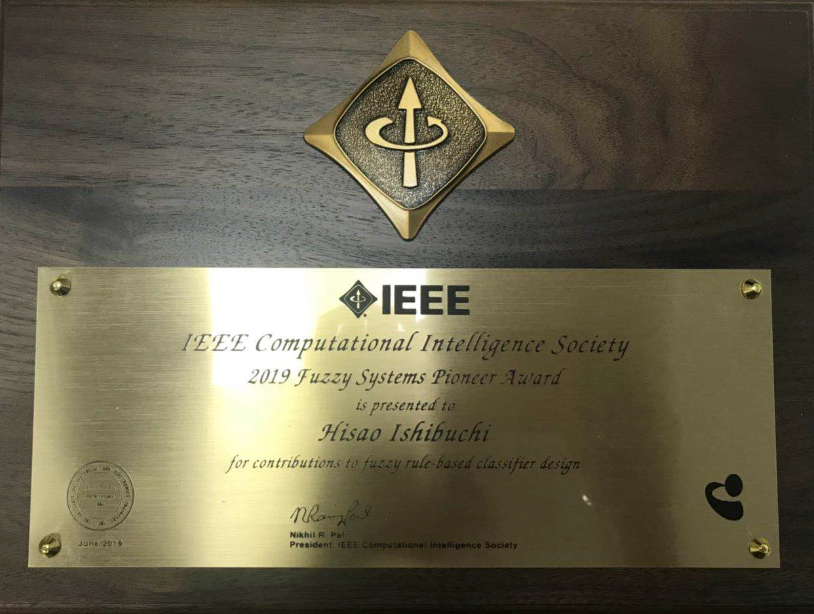 IEEE
IEEE Computational Intelligence Society
2019 Fuzzy Systems Pioneer Award
is presented to
Hisao Ishibuchi
for contributions to fuzzy rule-based classifier design
Nikhil R. Pal
President, IEEE Computational Intelligence Society
June 2019